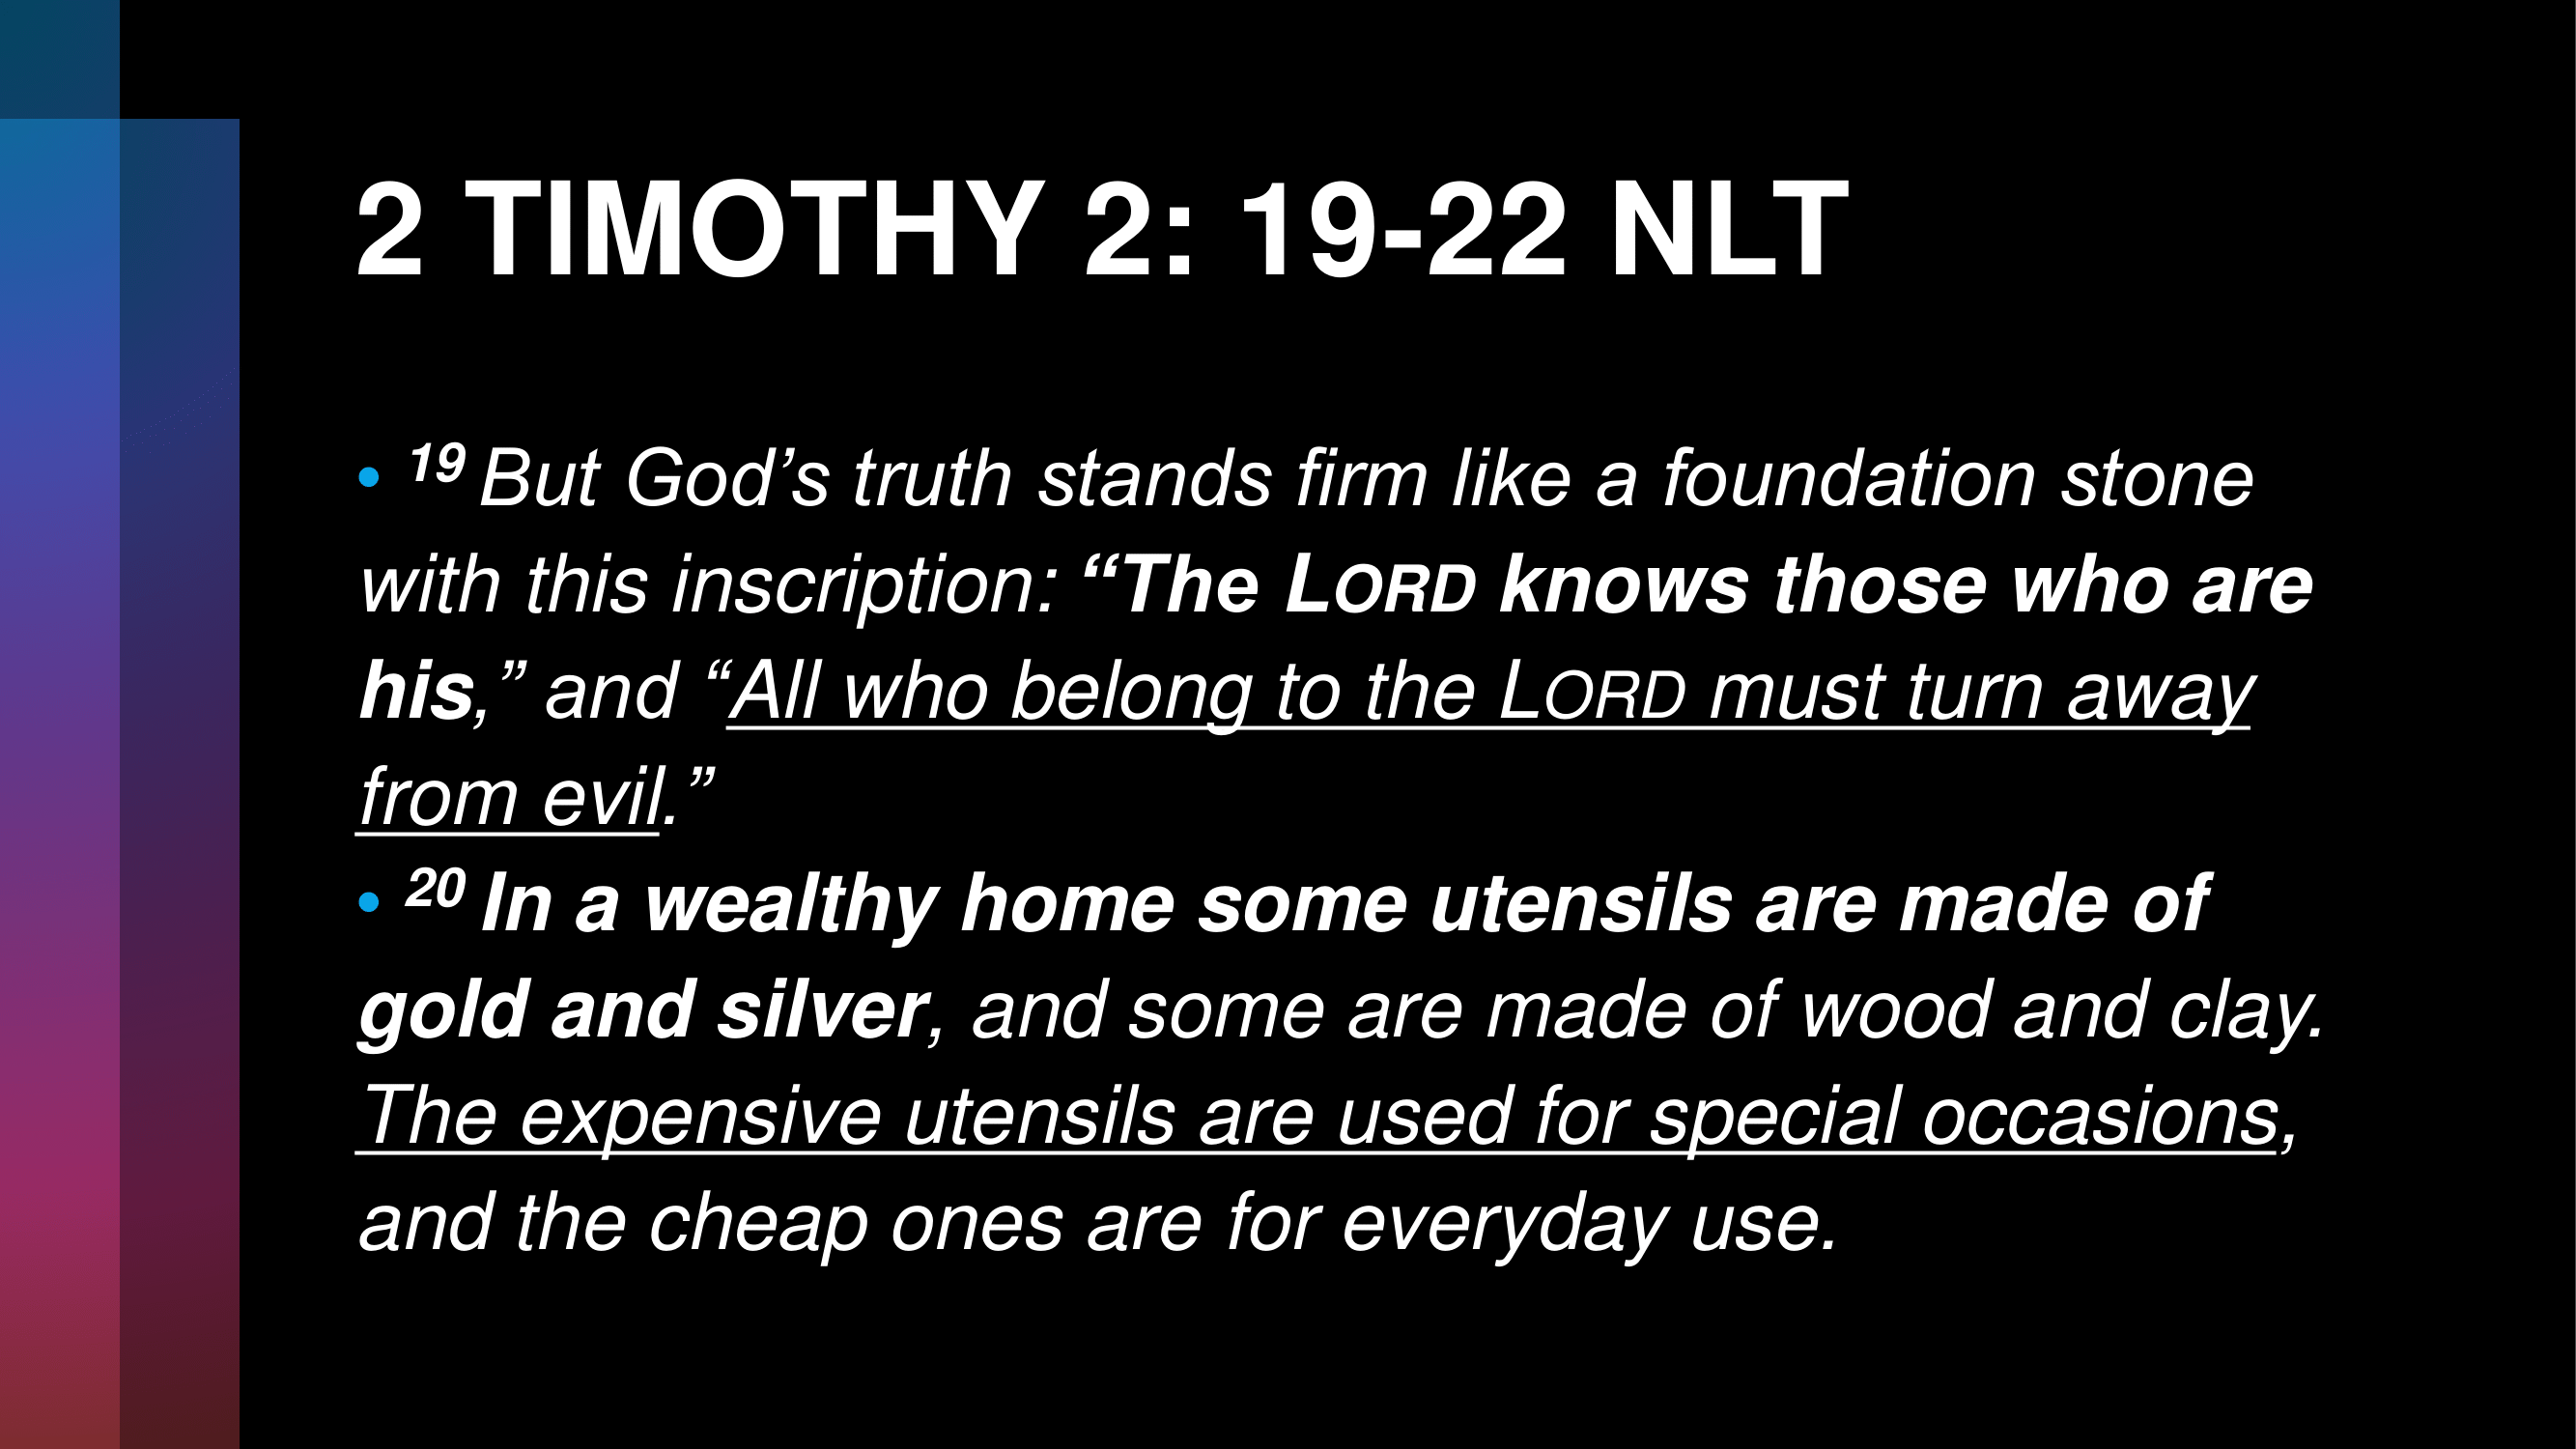 2 TIMOTHY 2: 19-22 NLT
• 19 But God’s truth stands firm like a foundation stone
with this inscription: “The LORD knows those who are
his,” and “All who belong to the LORD must turn away
from evil.”
• 20 In a wealthy home some utensils are made of
gold and silver, and some are made of wood and clay.
The expensive utensils are used for special occasions,
and the cheap ones are for everyday use.